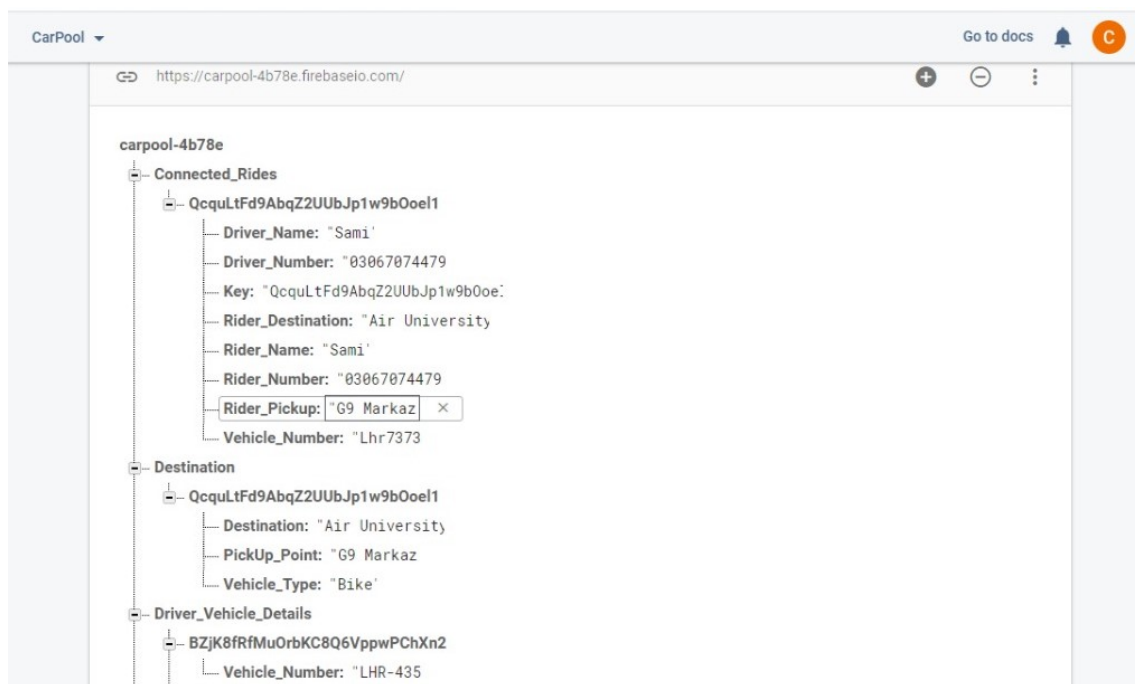 CarPool
Go to docs
C
https://carpool-4b78e.firebaseio.com/
carpool-4b78e
Connected_Rides
QcquLtFd9AbqZ2UUbJp1w9bOoel1
Driver_Name: "Sami"
Driver_Number: "03067074479
Key: "QcquLtFd9AbqZ2UUbJp1w9bOoel
Rider_Destination: "Air University
Rider_Name: "Sami"
Rider_Number: "03067074479
Rider_Pickup: "G9 Markaz ×
Vehicle_Number: "Lhr7373
Destination
QcquLtFd9AbqZ2UUbJp1w9bOoel1
Destination: "Air University
PickUp_Point: "G9 Markaz
Vehicle_Type: "Bike"
Driver_Vehicle_Details
BZjK8fRfMuOrbKC8Q6VppwPChXn2
Vehicle_Number: "LHR-435